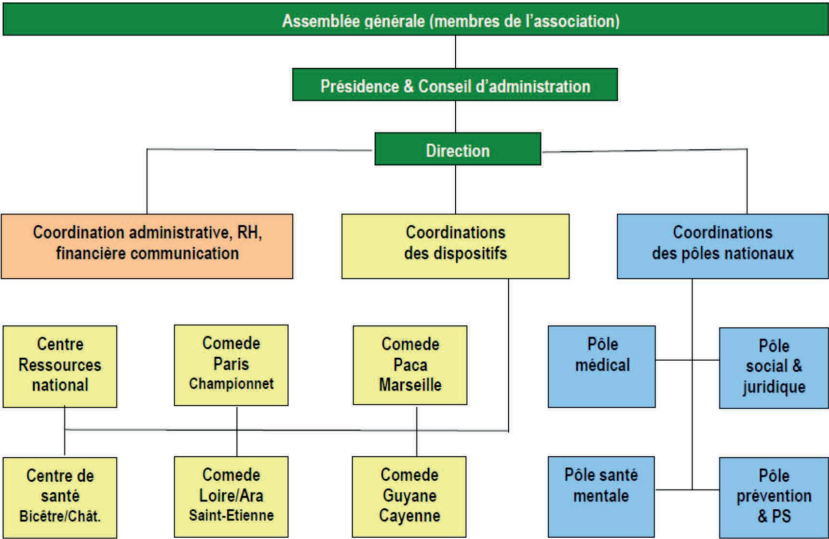 Assemblée générale (membres de l'association)
Présidence & Conseil d'administration
Direction
Coordination administrative, RH,
financière communication
Coordinations
des dispositifs
Coordinations
des pôles nationaux
Centre
Ressources
national
Comede
Paris
Championnet
Comede
Paca
Marseille
Pôle
médical
Pôle
social &
juridique
Centre de
santé
Bicêtre/Chât.
Comede
Loire/Ara
Saint-Etienne
Comede
Guyane
Cayenne
Pôle santé
mentale
Pôle
prévention
& PS